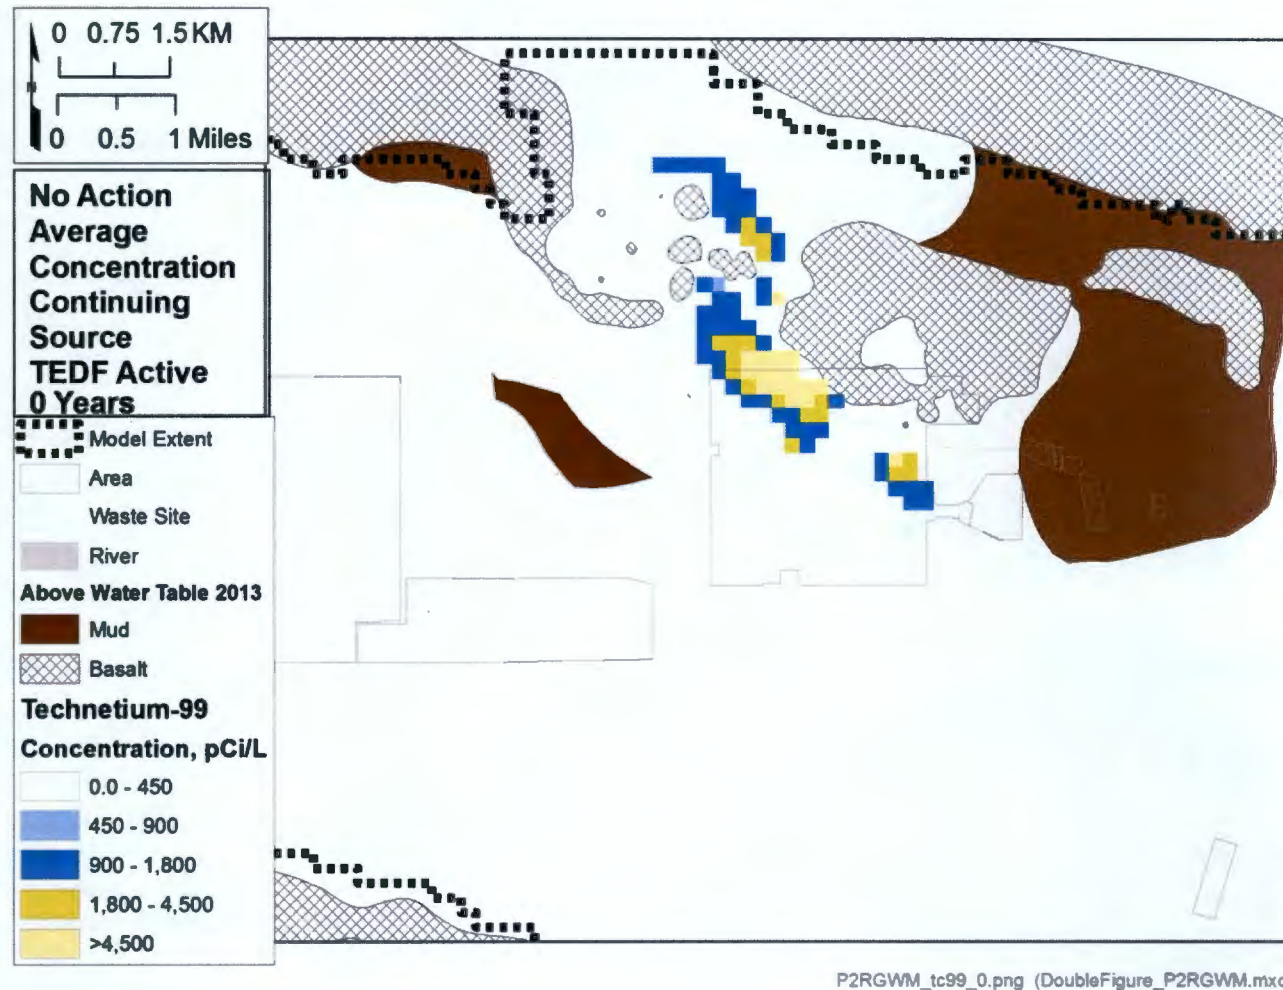 0 0.75 1.5 KM
N
0 0.5 1 Miles
No Action
Average
Concentration
Continuing
Source
TEDF Active
0 Years
Model Extent
Area
Waste Site
River
Above Water Table 2013
Mud
Basalt
Technetium-99
Concentration, pCi/L
0.0 - 450
450 - 900
900 - 1,800
1,800 - 4,500
>4,500
P2RGWM_tc99_0.png (DoubleFigure_P2RGWM.mxd